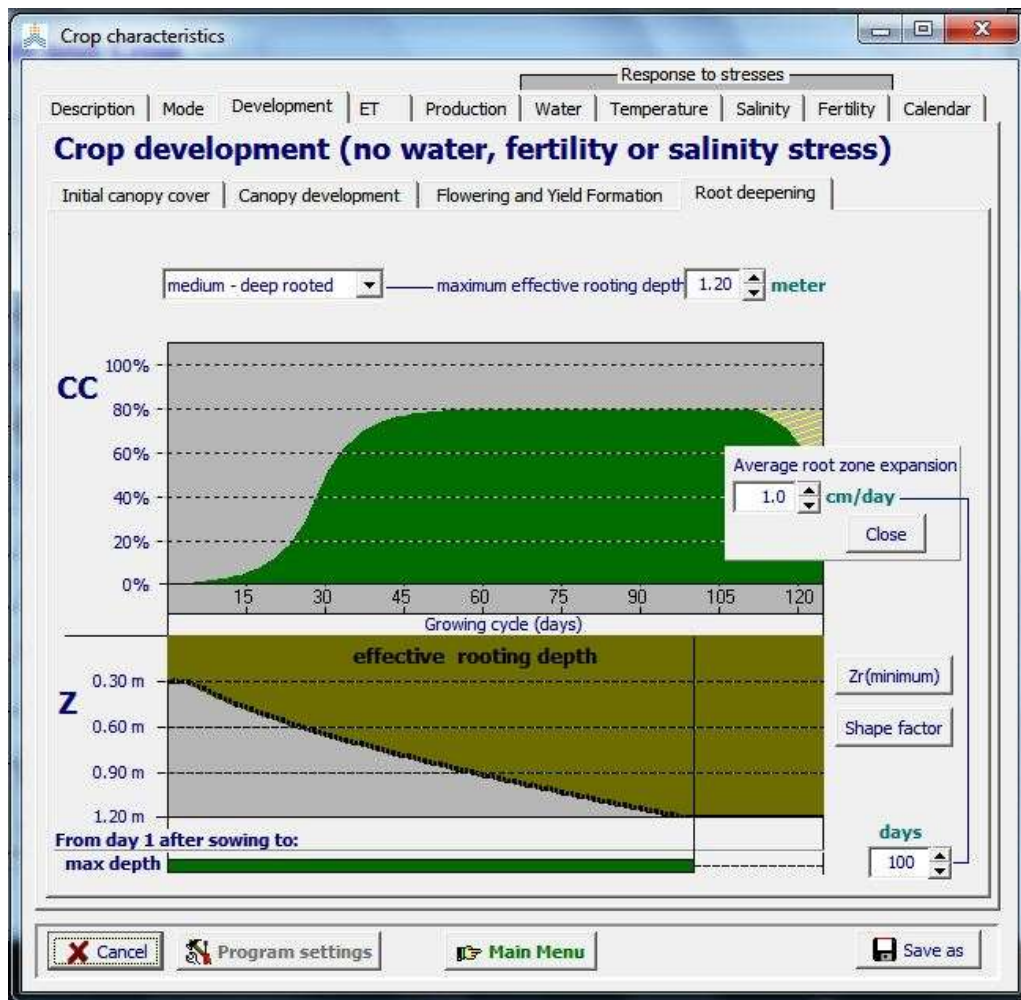 Crop characteristics
Response to stresses
Description Mode Development ET Production Water Temperature Salinity Fertility Calendar
Crop development (no water, fertility or salinity stress)
Initial canopy cover Canopy development Flowering and Yield Formation Root deepening
medium - deep rooted maximum effective rooting depth 1.20 meter
100%
CC
80%
60%
Average root zone expansion
40%
1.0 cm/day
20%
Close
0%
15 30 45 60 75 90 105 120
Growing cycle (days)
effective rooting depth
0.30 m
Zr(minimum)
Z
0.60 m
Shape factor
0.90 m
1.20 m
From day 1 after sowing to:
days
max depth
100
Cancel Program settings Main Menu Save as